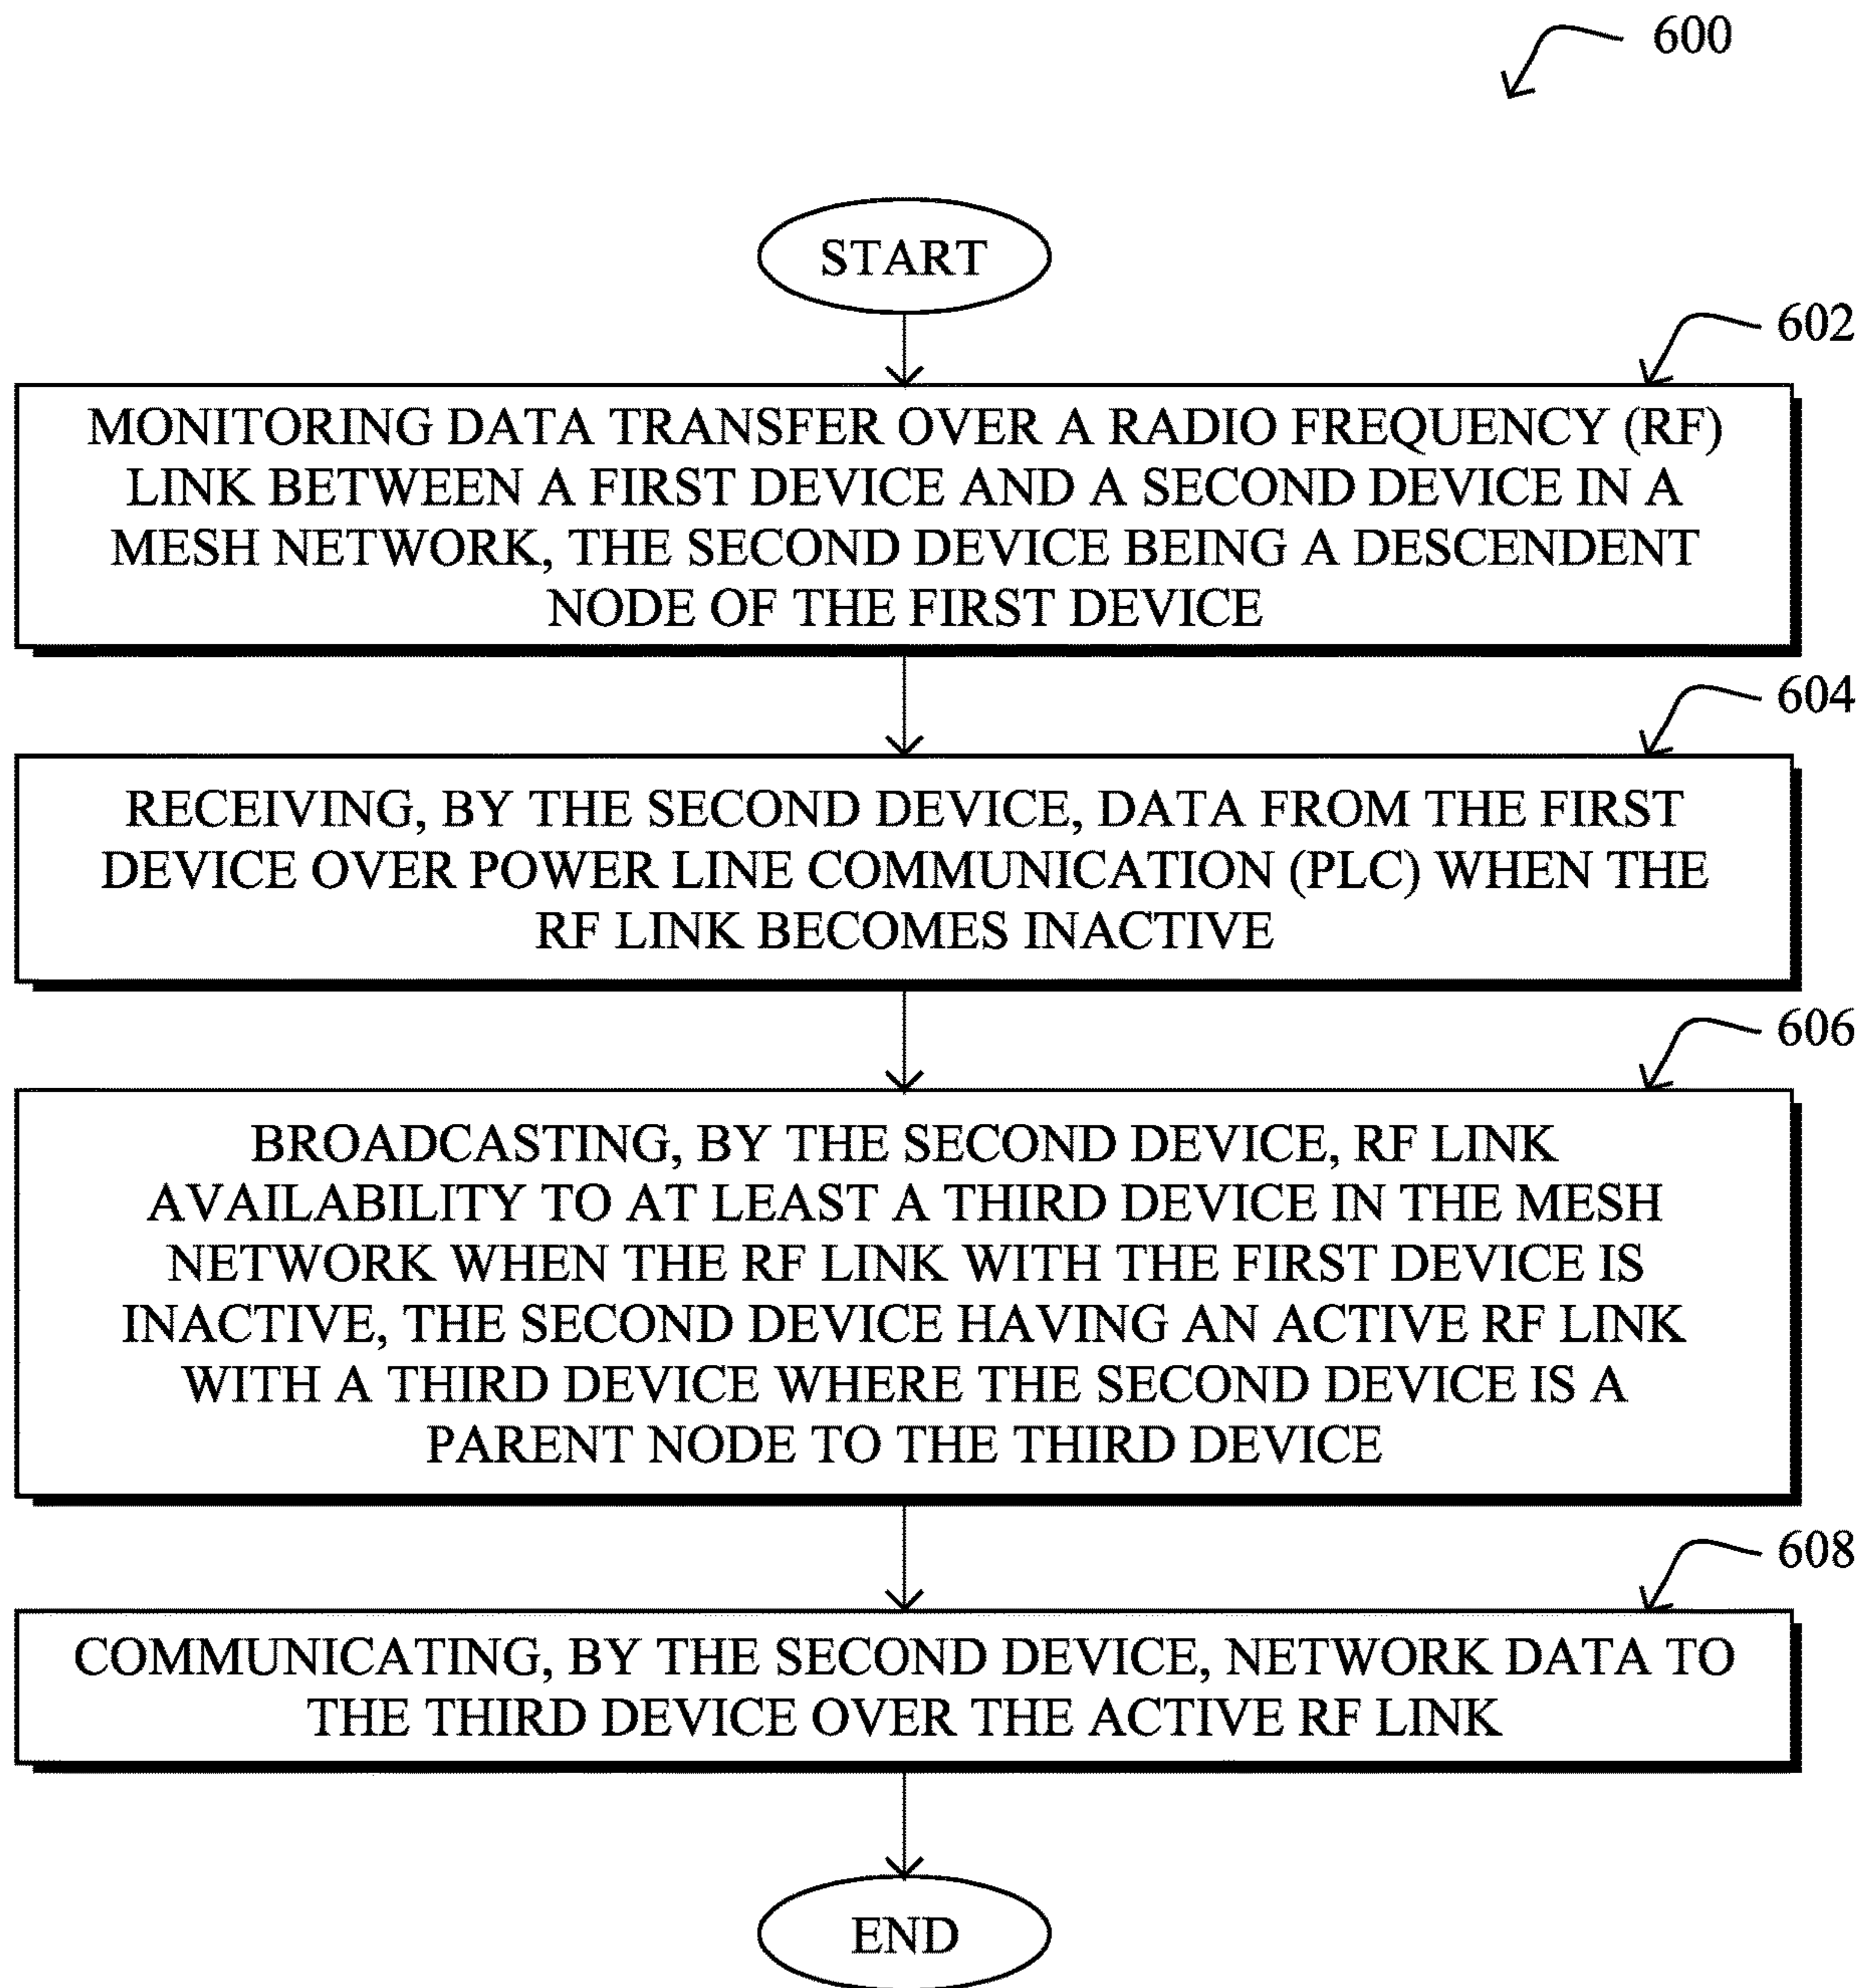 600
START
602
MONITORING DATA TRANSFER OVER A RADIO FREQUENCY (RF)
LINK BETWEEN A FIRST DEVICE AND A SECOND DEVICE IN A
MESH NETWORK, THE SECOND DEVICE BEING A DESCENDENT
NODE OF THE FIRST DEVICE
604
RECEIVING, BY THE SECOND DEVICE, DATA FROM THE FIRST
DEVICE OVER POWER LINE COMMUNICATION (PLC) WHEN THE
RF LINK BECOMES INACTIVE
606
BROADCASTING, BY THE SECOND DEVICE, RF LINK
AVAILABILITY TO AT LEAST A THIRD DEVICE IN THE MESH
NETWORK WHEN THE RF LINK WITH THE FIRST DEVICE IS
INACTIVE, THE SECOND DEVICE HAVING AN ACTIVE RF LINK
WITH A THIRD DEVICE WHERE THE SECOND DEVICE IS A
PARENT NODE TO THE THIRD DEVICE
608
COMMUNICATING, BY THE SECOND DEVICE, NETWORK DATA TO
THE THIRD DEVICE OVER THE ACTIVE RF LINK
END